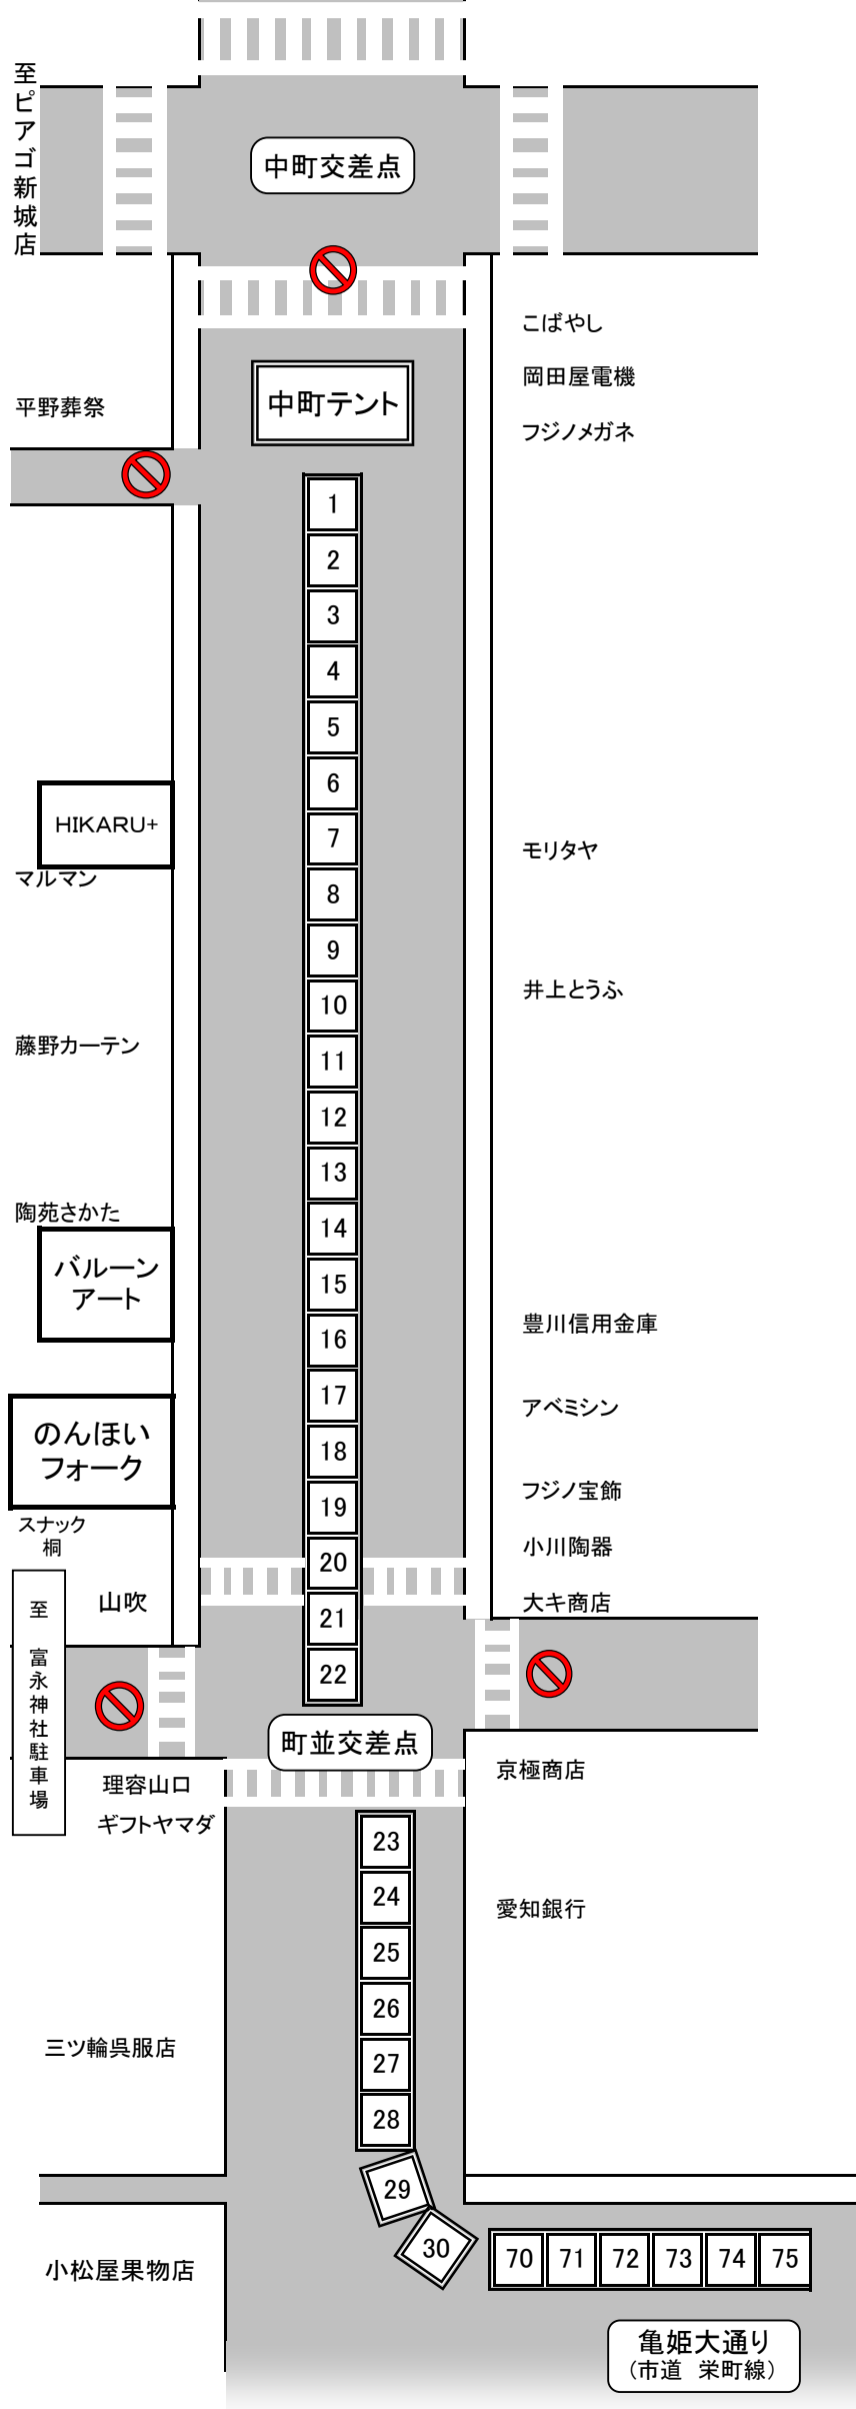 至ピアゴ新城店
中町交差点
こばやし
岡田屋電機
平野葬祭
中町テント
フジノメガネ
1
2
3
4
5
6
HIKARU+
7
モリタヤ
マルマン
8
9
井上とうふ
10
藤野カーテン
11
12
13
陶苑さかた
14
バルーン
アート
15
豊川信用金庫
16
17
アベミシン
のんほい
フォーク
18
フジノ宝飾
19
スナック
桐
小川陶器
20
山吹
大キ商店
21
至 富永神社駐車場
22
町並交差点
京極商店
理容山口
ギフトヤマダ
23
24
愛知銀行
25
26
三ツ輪呉服店
27
28
29
30
70 71 72 73 74 75
小松屋果物店
亀姫大通り
（市道 栄町線）